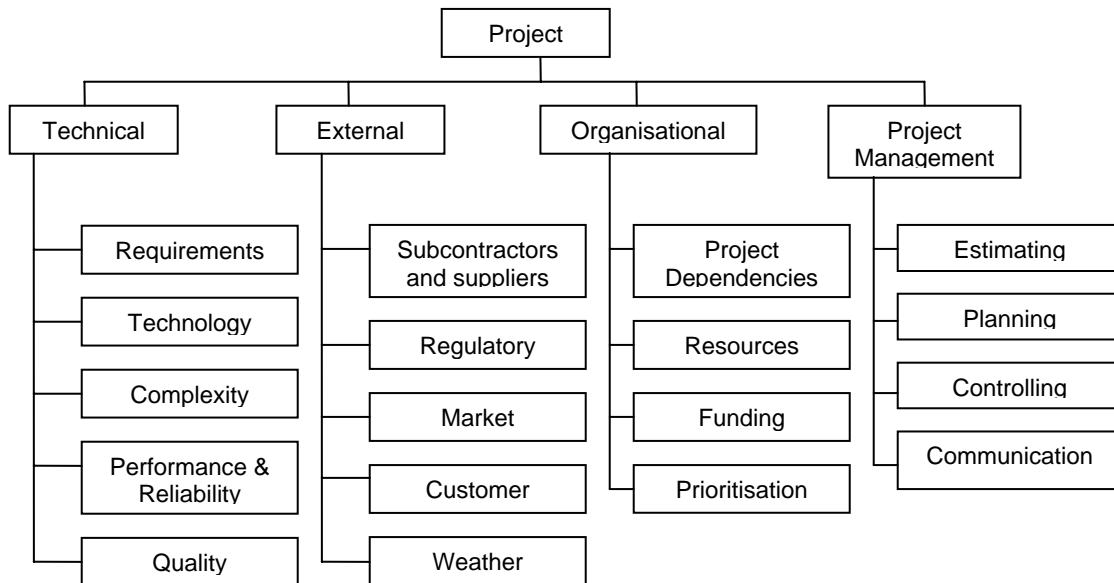 Project
Technical
External
Organisational
Project
Management
Requirements
Technology
Complexity
Performance &
Reliability
Quality
Subcontractors
and suppliers
Regulatory
Market
Customer
Weather
Project
Dependencies
Resources
Funding
Prioritisation
Estimating
Planning
Controlling
Communication